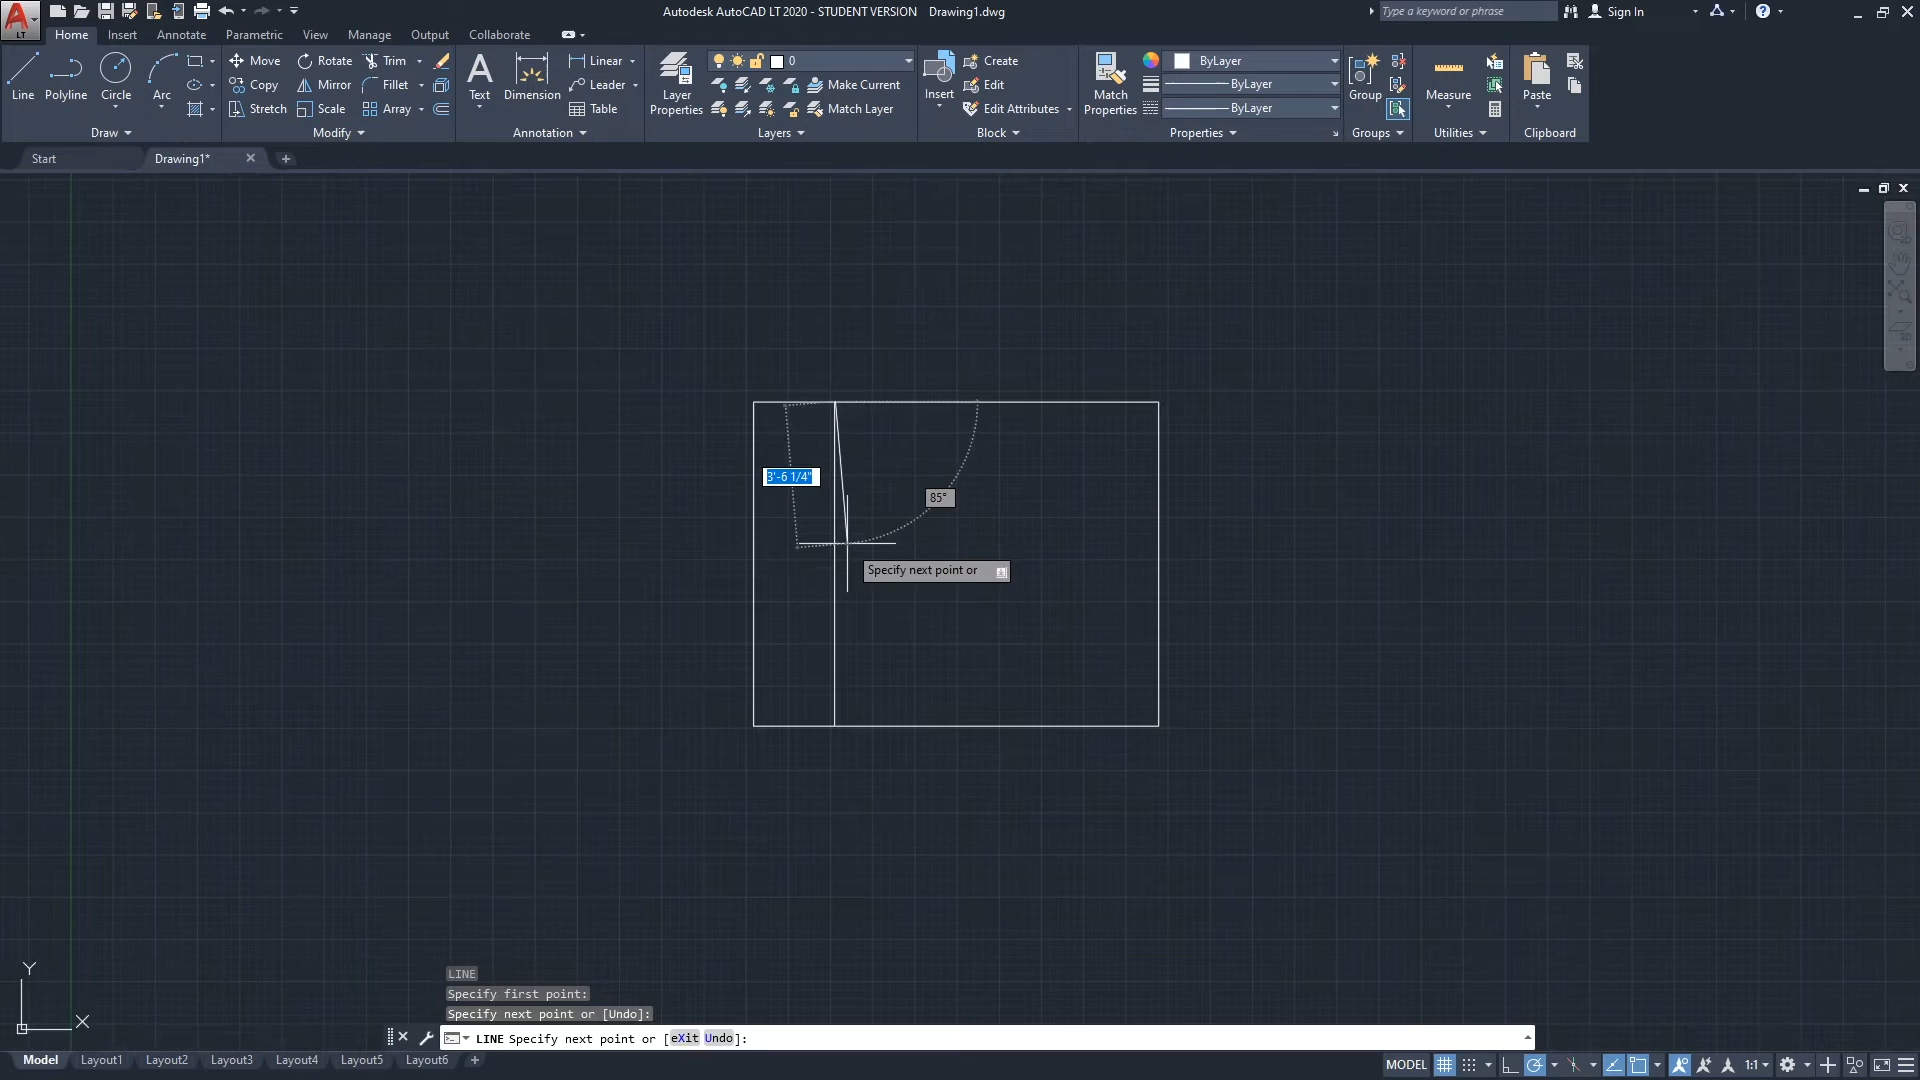 Autodesk AutoCAD LT 2020 - STUDENT VERSION Drawing1.dwg
Type a keyword or phrase
Sign In
LT
Home Insert Annotate Parametric View Manage Output Collaborate
Line Polyline Circle Arc
Draw
Move Rotate Trim
Copy Mirror Fillet
Stretch Scale Array
Modify
Text Dimension
Linear
Leader
Table
Annotation
Layer
Properties
0
Make Current
Match Layer
Layers
Insert
Create
Edit
Edit Attributes
Block
Match
Properties
ByLayer
ByLayer
ByLayer
Properties
Group
Groups
Measure
Utilities
Paste
Clipboard
Start Drawing1*
3'-6 1/4"
85°
Specify next point or
Y
X
LINE
Specify first point:
Specify next point or [Undo]:
LINE Specify next point or [eXit Undo]:
Model Layout1 Layout2 Layout3 Layout4 Layout5 Layout6
MODEL 1:1